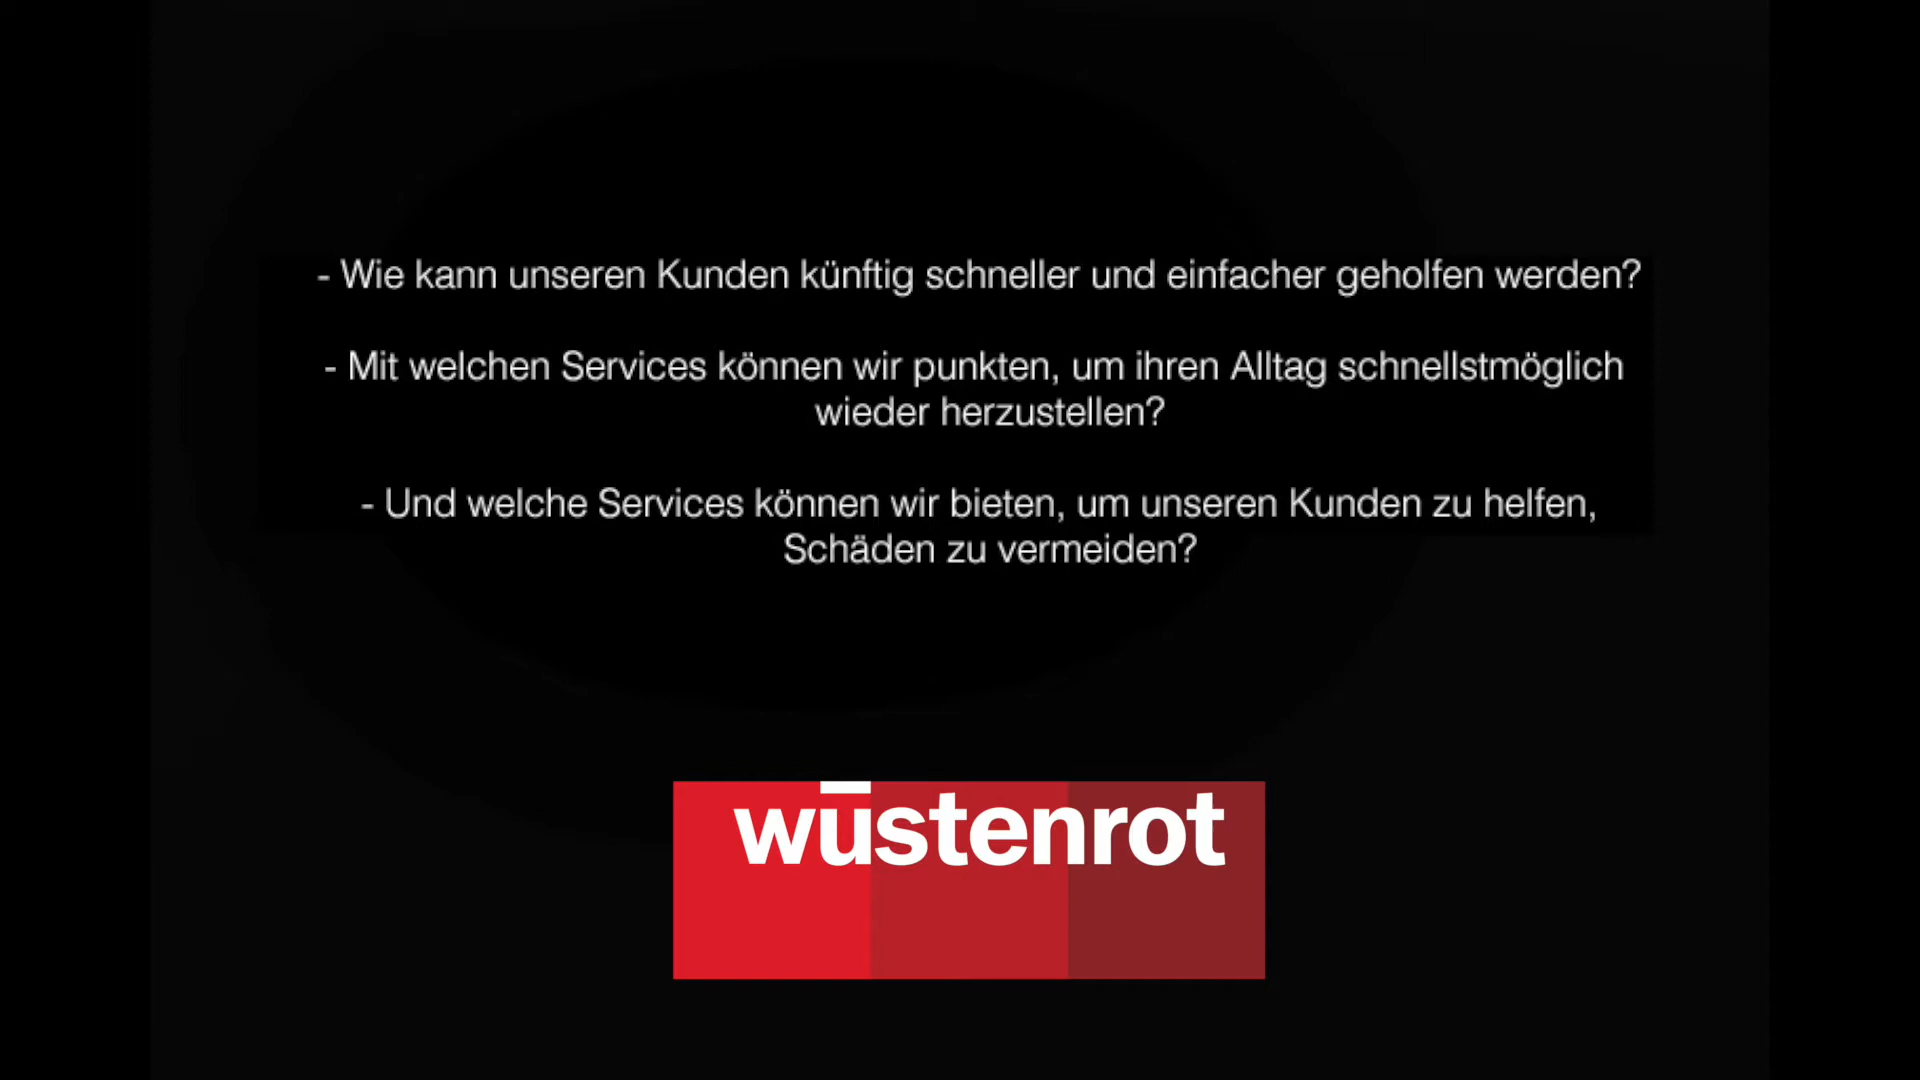 - Wie kann unseren Kunden künftig schneller und einfacher geholfen werden?
- Mit welchen Services können wir punkten, um ihren Alltag schnellstmöglich
wieder herzustellen?
- Und welche Services können wir bieten, um unseren Kunden zu helfen,
Schäden zu vermeiden?
wüstenrot